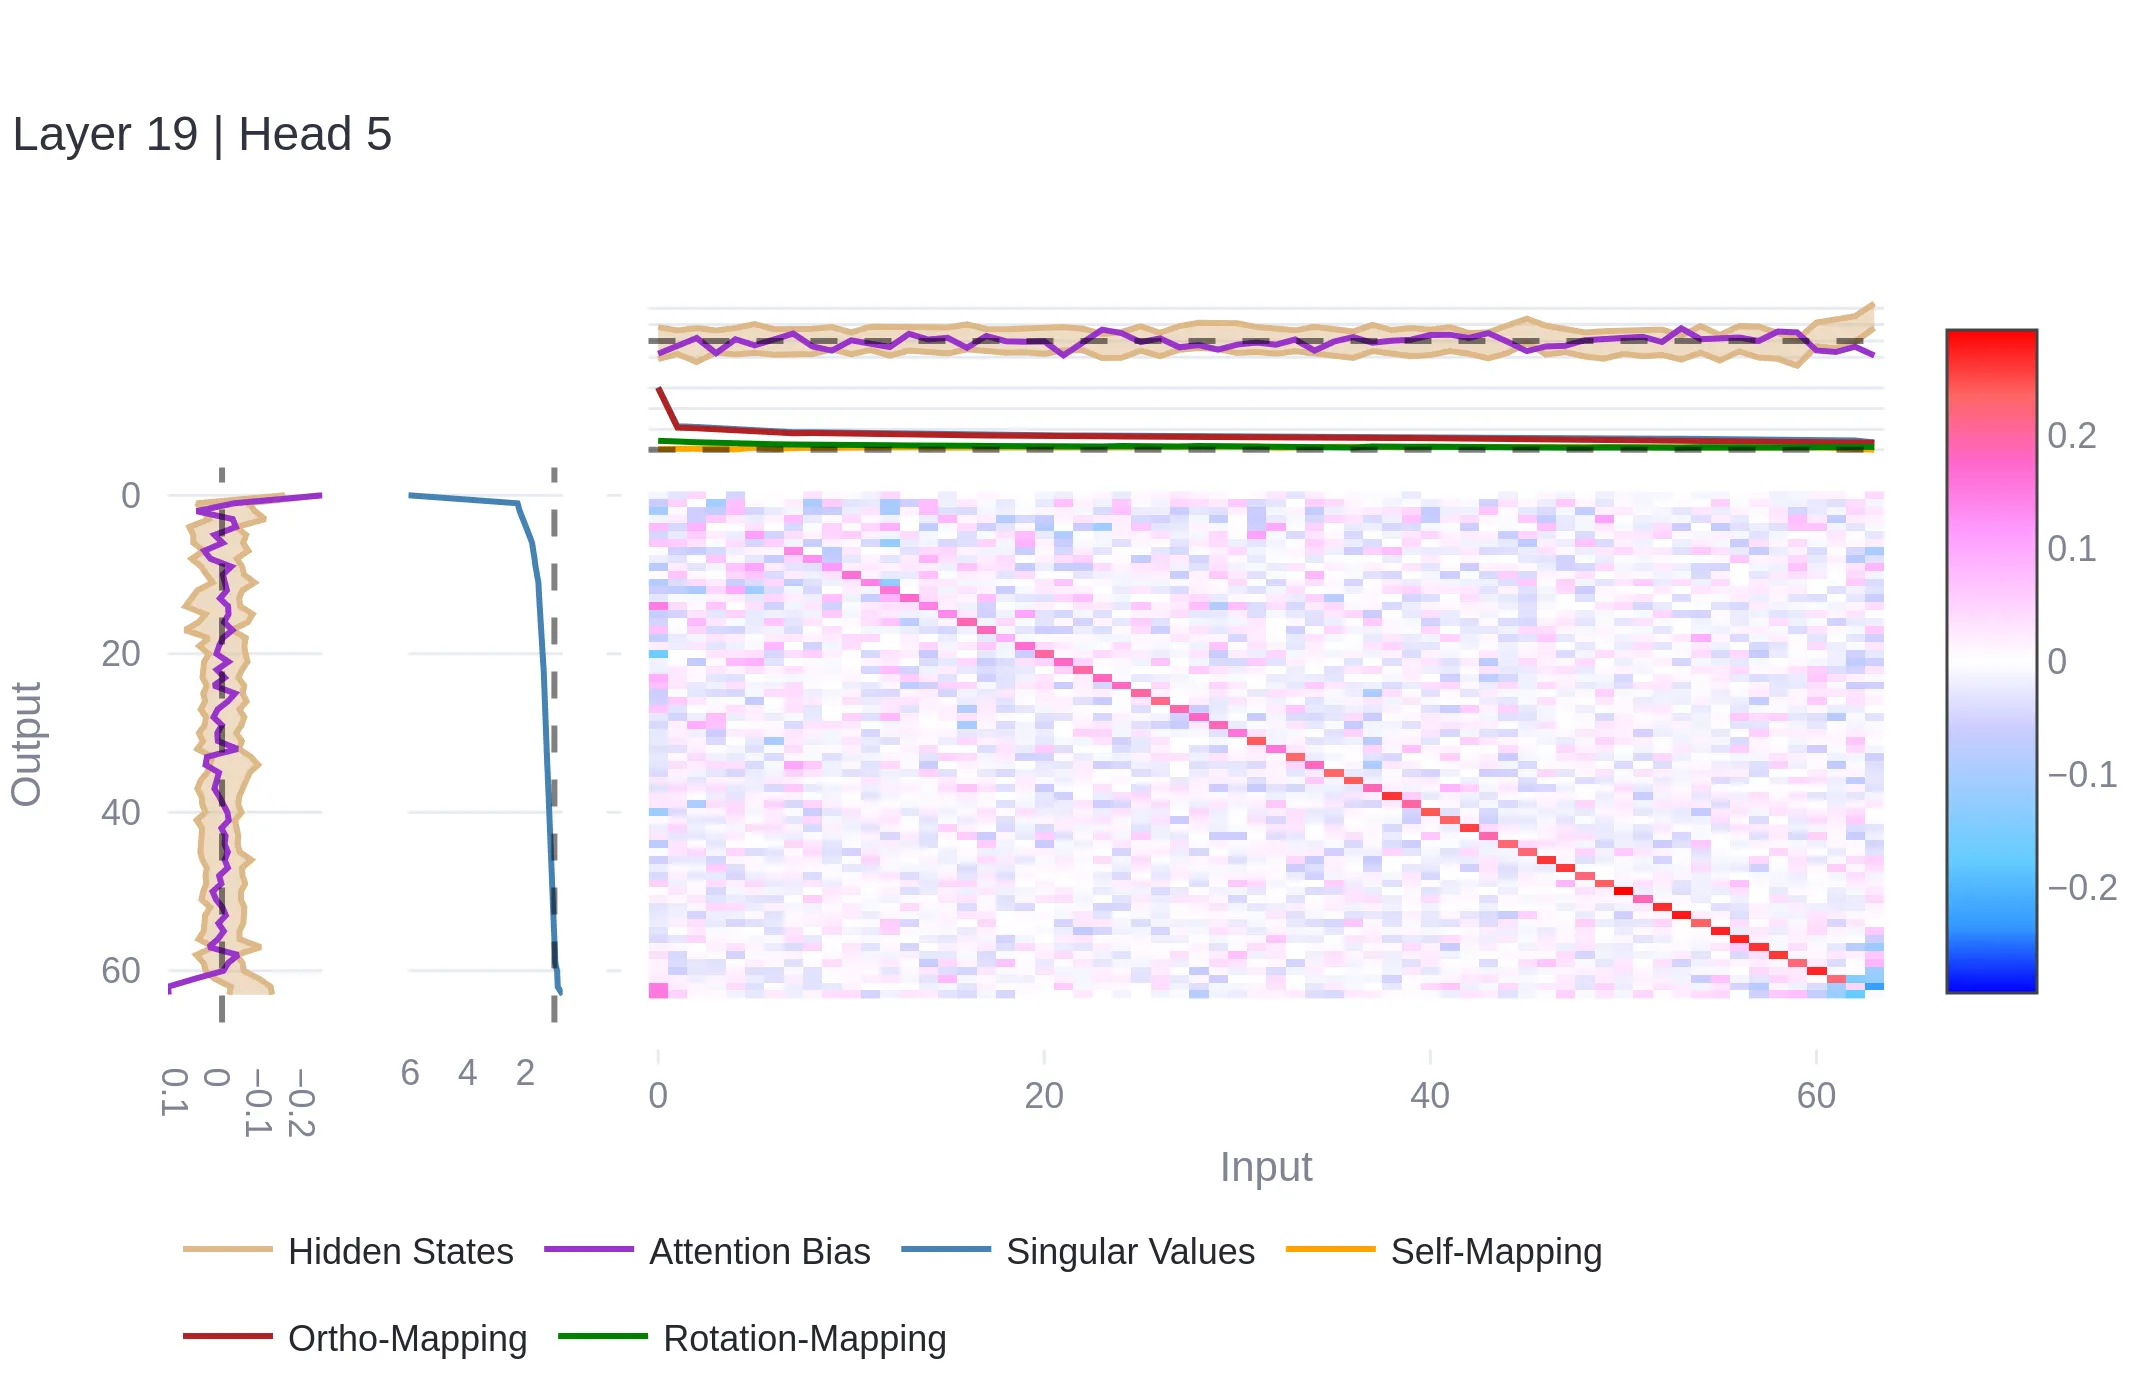 Layer 19 | Head 5
0
20
40
60
Output
0.1
0
−0.1
−0.2
6
4
2
0
20
40
60
Input
0.2
0.1
0
−0.1
−0.2
Hidden States
Attention Bias
Singular Values
Self-Mapping
Ortho-Mapping
Rotation-Mapping